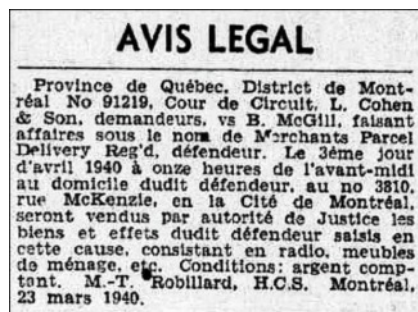 AVIS LEGAL
Province de Québec, District de Mont-
réal No 91219, Cour de Circuit, L. Cohen
& Son, demandeurs, vs B. McGill, faisant
affaires sous le nom de Merchants Parcel
Delivery Reg'd, défendeur. Le 3ème jour
d'avril 1940 à onze heures de l'avant-midi
au domicile dudit défendeur, au no 3810,
rue McKenzie, en la Cité de Montréal,
seront vendus par autorité de Justice les
biens et effets dudit défendeur saisis en
cette cause, consistant en radio, meubles
de ménage, etc. Conditions: argent comp-
tant. M.-T. Robillard, H.C.S. Montréal,
23 mars 1940.